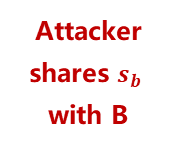 Attacker
shares s_b
with B